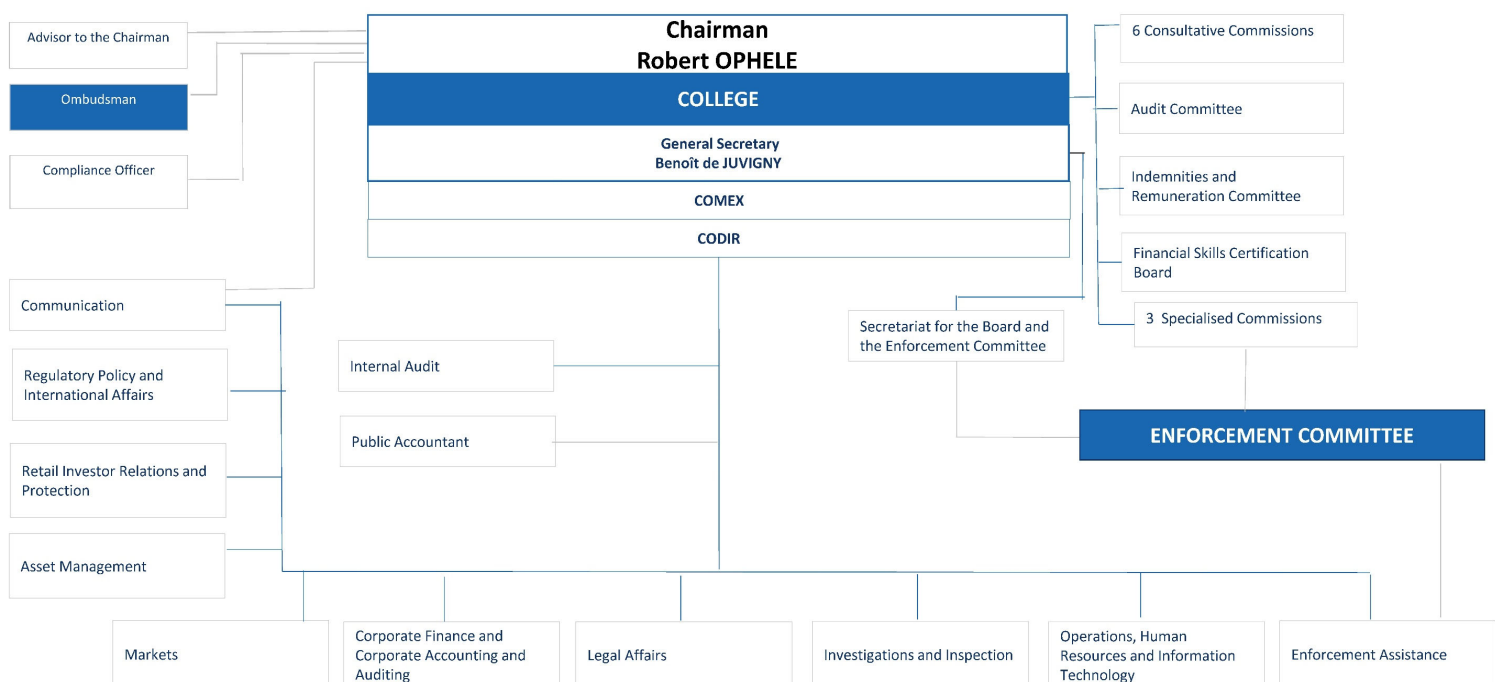 Chairman
Robert OPHELE
COLLEGE
General Secretary
Benoît de JUVIGNY
COMEX
CODIR
Advisor to the Chairman
Ombudsman
Compliance Officer
Communication
Regulatory Policy and
International Affairs
Retail Investor Relations and
Protection
Asset Management
Internal Audit
Public Accountant
6 Consultative Commissions
Audit Committee
Indemnities and
Remuneration Committee
Financial Skills Certification
Board
3 Specialised Commissions
Secretariat for the Board and
the Enforcement Committee
ENFORCEMENT COMMITTEE
Markets
Corporate Finance and
Corporate Accounting and
Auditing
Legal Affairs
Investigations and Inspection
Operations, Human
Resources and Information
Technology
Enforcement Assistance